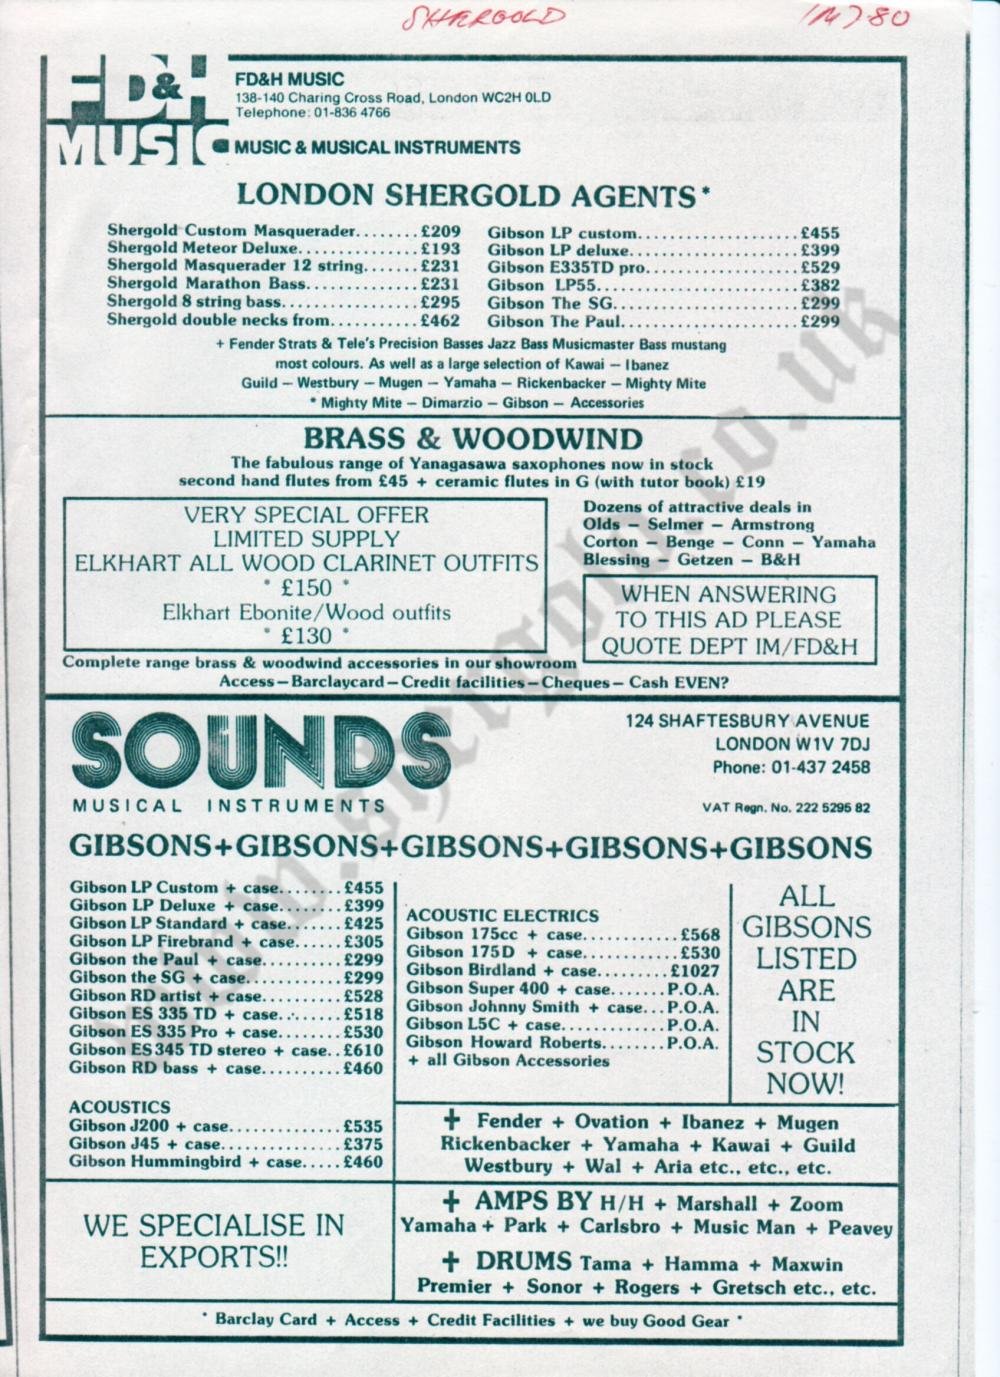 SHERGOLD
FD&H
MUSIC
FD&H MUSIC
138-140 Charing Cross Road, London WC2H 0LD
Telephone: 01-836 4766
MUSIC & MUSICAL INSTRUMENTS
LONDON SHERGOLD AGENTS*
Shergold Custom Masquerader........£209
Shergold Meteor Deluxe..............£193
Shergold Masquerader 12 string.......£231
Shergold Marathon Bass.............£231
Shergold 8 string bass................£295
Shergold double necks from..........£462
Gibson LP custom....................£455
Gibson LP deluxe....................£399
Gibson E335TD pro...................£529
Gibson LP55.........................£382
Gibson The SG.......................£299
Gibson The Paul......................£299
+ Fender Strats & Tele's Precision Basses Jazz Bass Musicmaster Bass mustang
most colours. As well as a large selection of Kawai – Ibanez
Guild – Westbury – Mugen – Yamaha – Rickenbacker – Mighty Mite
* Mighty Mite – Dimarzio – Gibson – Accessories
BRASS & WOODWIND
The fabulous range of Yanagasawa saxophones now in stock
second hand flutes from £45 + ceramic flutes in G (with tutor book) £19
VERY SPECIAL OFFER
LIMITED SUPPLY
ELKHART ALL WOOD CLARINET OUTFITS
* £150 *
Elkhart Ebonite/Wood outfits
* £130 *
Dozens of attractive deals in
Olds – Selmer – Armstrong
Corton – Benge – Conn – Yamaha
Blessing – Getzen – B&H
WHEN ANSWERING
TO THIS AD PLEASE
QUOTE DEPT IM/FD&H
Complete range brass & woodwind accessories in our showroom
Access–Barclaycard–Credit facilities–Cheques–Cash EVEN?
SOUNDS
MUSICAL INSTRUMENTS
124 SHAFTESBURY AVENUE
LONDON W1V 7DJ
Phone: 01-437 2458
VAT Regn. No. 222 5295 82
GIBSONS+GIBSONS+GIBSONS+GIBSONS+GIBSONS
Gibson LP Custom + case........£455
Gibson LP Deluxe + case........£399
Gibson LP Standard + case......£425
Gibson LP Firebrand + case......£305
Gibson the Paul + case..........£299
Gibson the SG + case............£299
Gibson RD artist + case..........£528
Gibson ES 335 TD + case........£518
Gibson ES 335 Pro + case........£530
Gibson ES345 TD stereo + case..£610
Gibson RD bass + case..........£460
ACOUSTICS
Gibson J200 + case..............£535
Gibson J45 + case...............£375
Gibson Hummingbird + case.....£460
ACOUSTIC ELECTRICS
Gibson 175cc + case............£568
Gibson 175D + case.............£530
Gibson Birdland + case.........£1027
Gibson Super 400 + case.......P.O.A.
Gibson Johnny Smith + case...P.O.A.
Gibson L5C + case.............P.O.A.
Gibson Howard Roberts........P.O.A.
+ all Gibson Accessories
ALL
GIBSONS
LISTED
ARE
IN
STOCK
NOW!
+ Fender + Ovation + Ibanez + Mugen
Rickenbacker + Yamaha + Kawai + Guild
Westbury + Wal + Aria etc., etc., etc.
WE SPECIALISE IN
EXPORTS!!
+ AMPS BY H/H + Marshall + Zoom
Yamaha + Park + Carlsbro + Music Man + Peavey
+ DRUMS Tama + Hamma + Maxwin
Premier + Sonor + Rogers + Gretsch etc., etc.
* Barclay Card + Access + Credit Facilities + we buy Good Gear *
www.shergold.co.uk